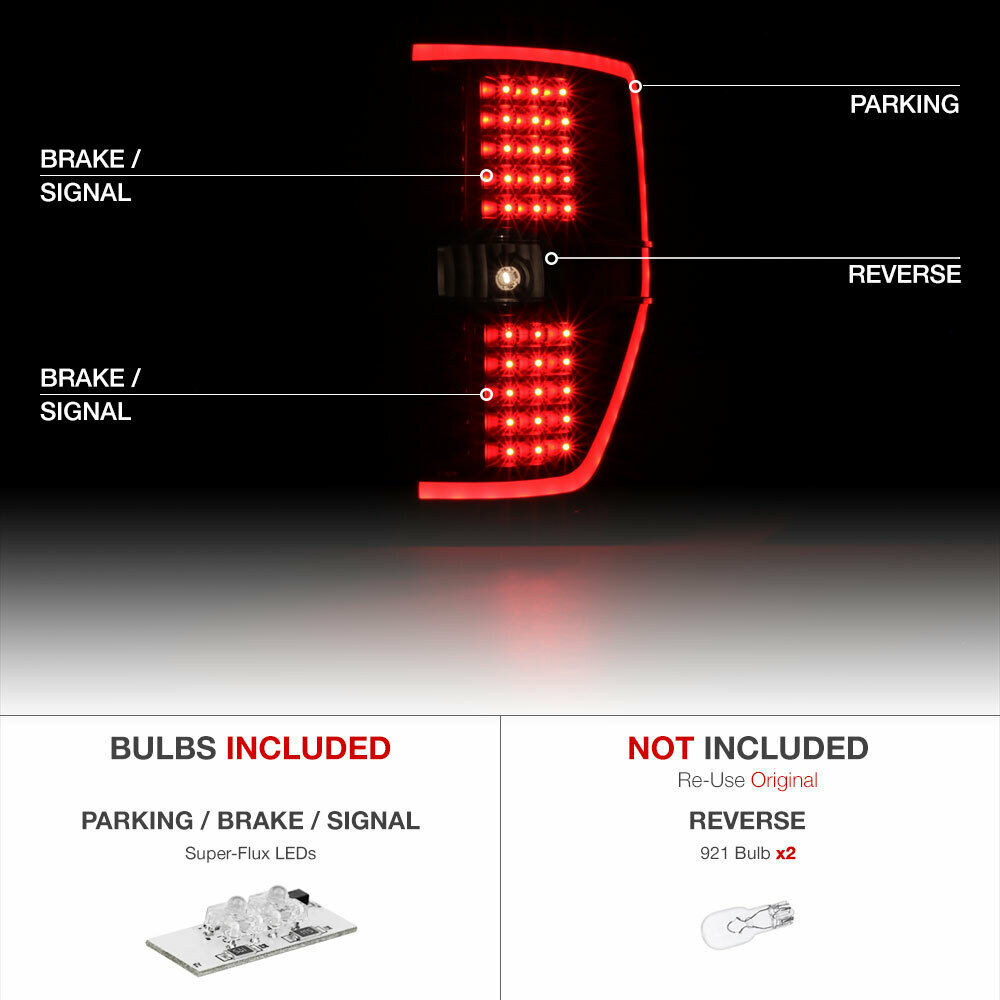 PARKING
BRAKE /
SIGNAL
REVERSE
BRAKE /
SIGNAL
BULBS INCLUDED
PARKING / BRAKE / SIGNAL
Super-Flux LEDs
NOT INCLUDED
Re-Use Original
REVERSE
921 Bulb x2